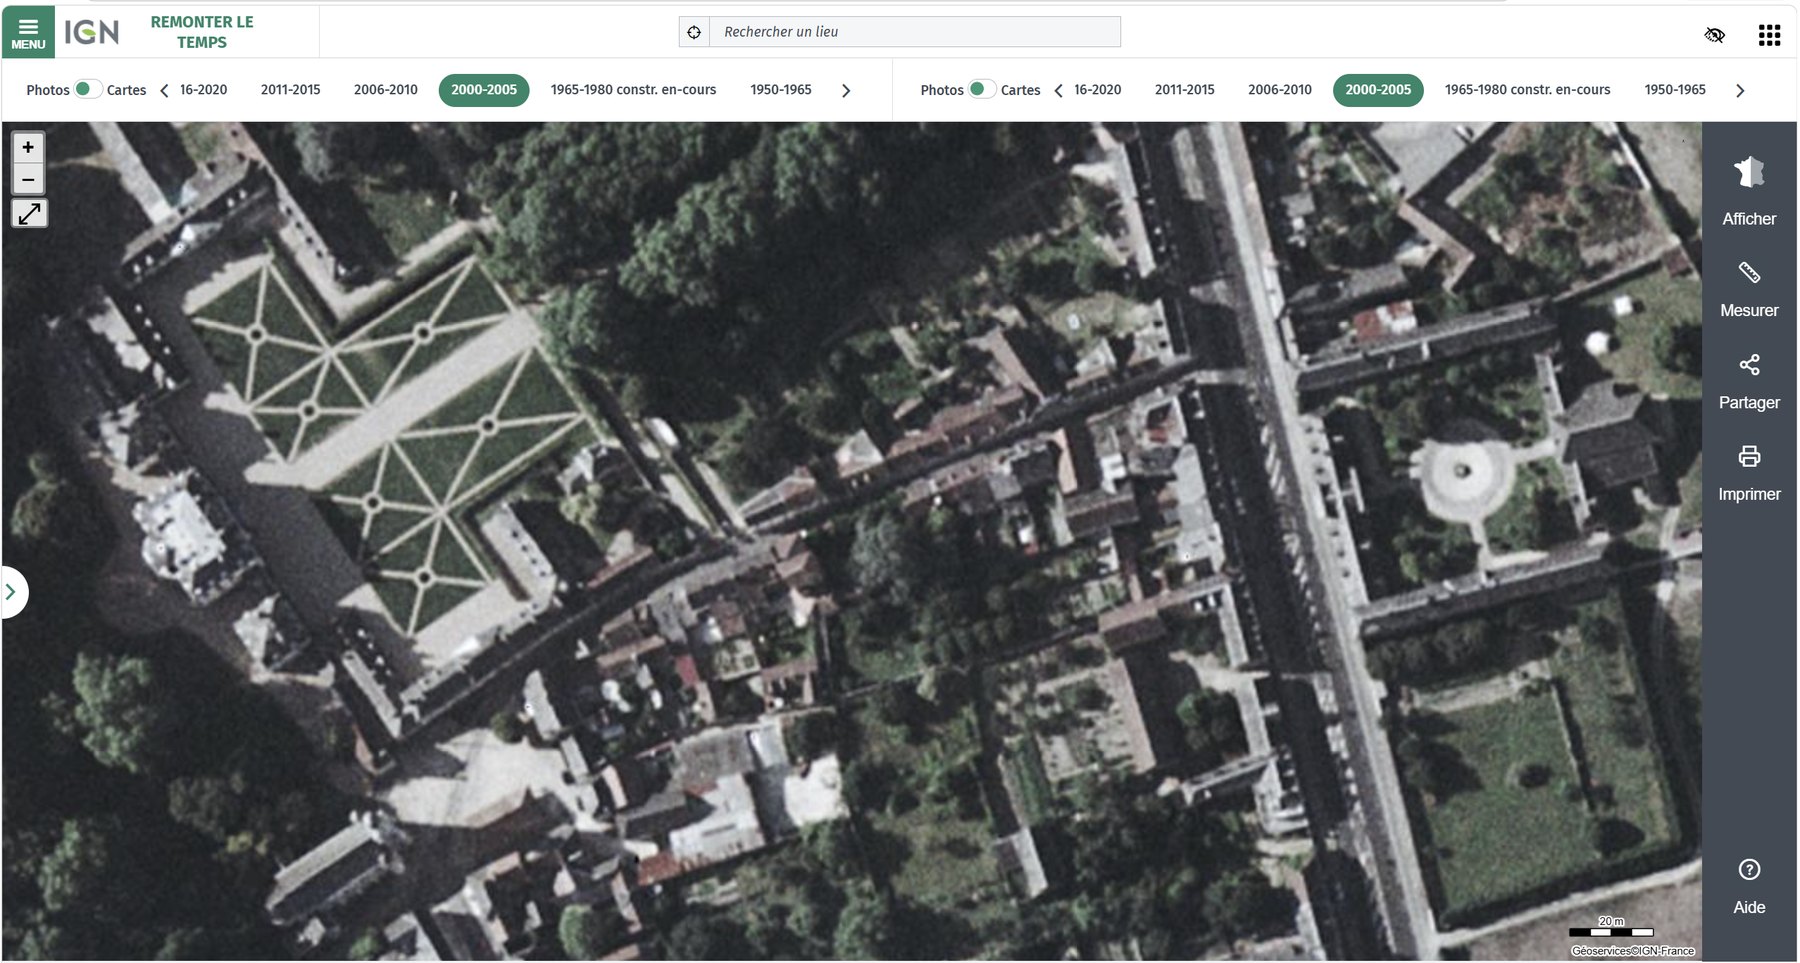 MENU
IGN
REMONTER LE
TEMPS
Rechercher un lieu
Photos Cartes 16-2020 2011-2015 2006-2010 2000-2005 1965-1980 constr. en-cours 1950-1965
Photos Cartes 16-2020 2011-2015 2006-2010 2000-2005 1965-1980 constr. en-cours 1950-1965
+
−
Afficher
Mesurer
Partager
Imprimer
?
Aide
20 m
Géoservices©IGN-France